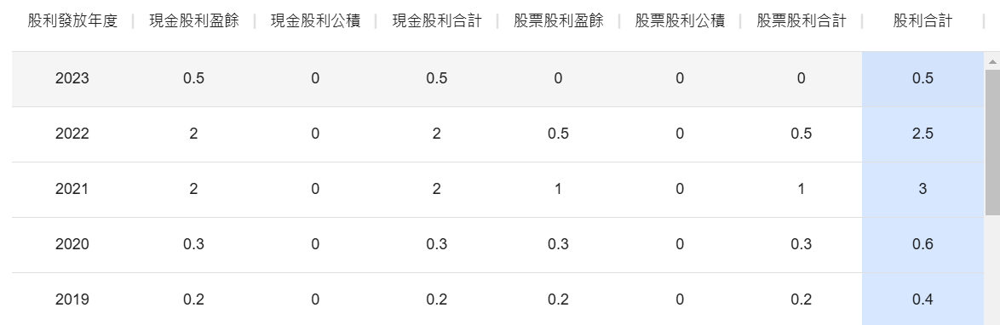 股利發放年度 現金股利盈餘 現金股利公積 現金股利合計 股票股利盈餘 股票股利公積 股票股利合計 股利合計
2023 0.5 0 0.5 0 0 0 0.5
2022 2 0 2 0.5 0 0.5 2.5
2021 2 0 2 1 0 1 3
2020 0.3 0 0.3 0.3 0 0.3 0.6
2019 0.2 0 0.2 0.2 0 0.2 0.4